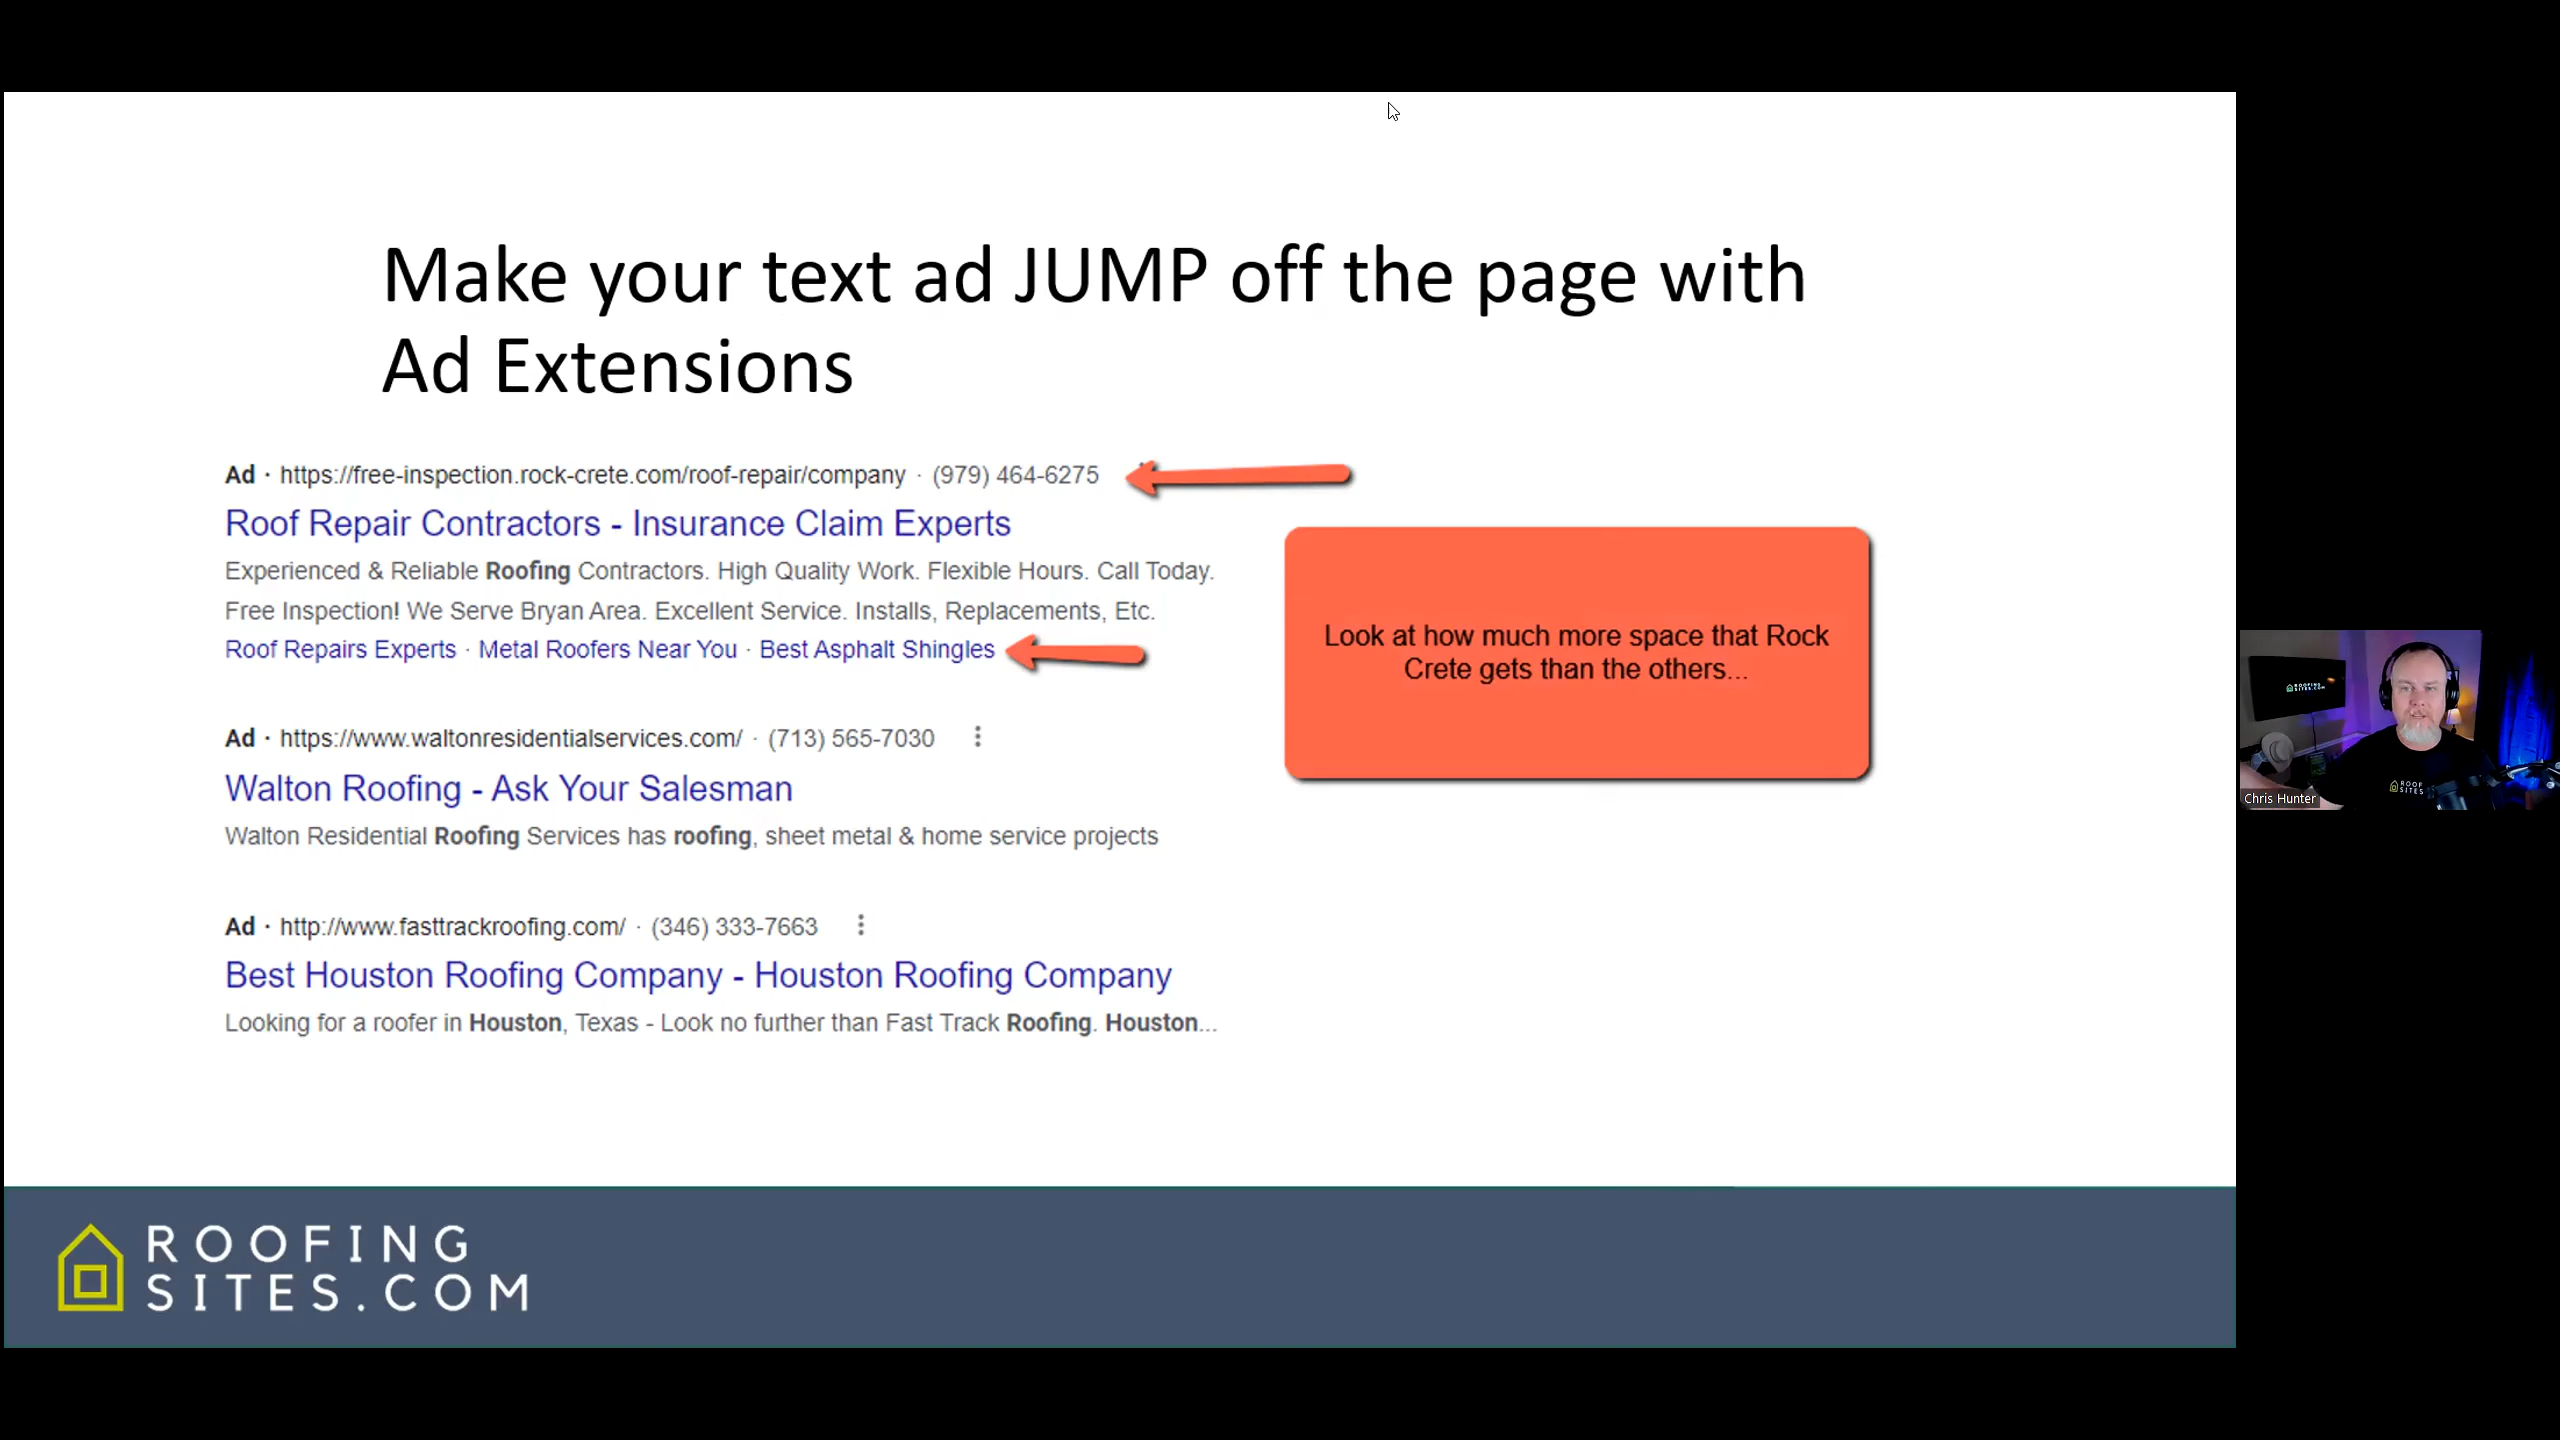 Make your text ad JUMP off the page with
Ad Extensions
Ad · https://free-inspection.rock-crete.com/roof-repair/company · (979) 464-6275
Roof Repair Contractors - Insurance Claim Experts
Experienced & Reliable Roofing Contractors. High Quality Work. Flexible Hours. Call Today.
Free Inspection! We Serve Bryan Area. Excellent Service. Installs, Replacements, Etc.
Roof Repairs Experts · Metal Roofers Near You · Best Asphalt Shingles
Look at how much more space that Rock
Crete gets than the others...
Ad · https://www.waltonresidentialservices.com/ · (713) 565-7030
Walton Roofing - Ask Your Salesman
Walton Residential Roofing Services has roofing, sheet metal & home service projects
Ad · http://www.fasttrackroofing.com/ · (346) 333-7663
Best Houston Roofing Company - Houston Roofing Company
Looking for a roofer in Houston, Texas - Look no further than Fast Track Roofing. Houston...
ROOFING
SITES.COM
ROOFING
SITES.COM
ROOF
SITES
Chris Hunter